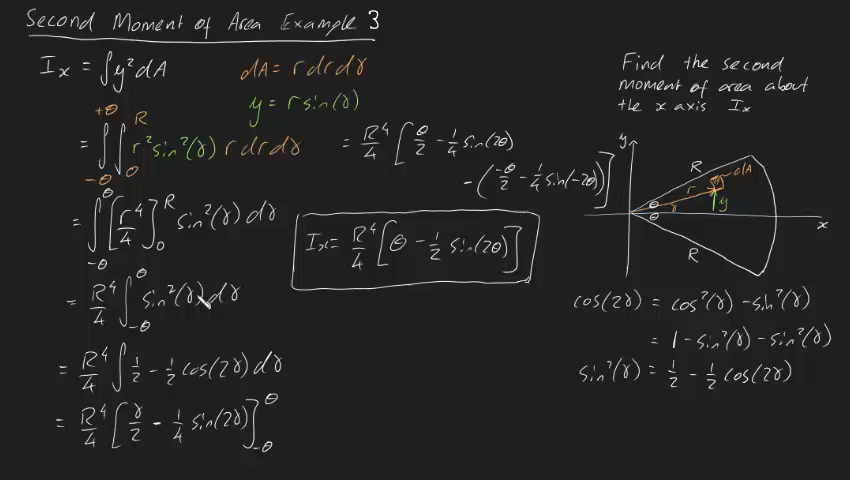 Second Moment of Area Example 3
Ix = ∫y²dA
dA = r dr dγ
y = r sin(γ)
= ∫_{-θ}^{+θ} ∫_0^R r² sin²(γ) r dr dγ
= ∫_{-θ}^{θ} [r⁴/4]_0^R sin²(γ) dγ
= R⁴/4 ∫_{-θ}^{θ} sin²(γ) dγ
= R⁴/4 ∫ 1/2 - 1/2 cos(2γ) dγ
= R⁴/4 [γ/2 - 1/4 sin(2γ)]_{-θ}^{θ}
= R⁴/4 [θ/2 - 1/4 sin(2θ)
- (-θ/2 - 1/4 sin(-2θ))]
Ix = R⁴/4 [θ - 1/2 sin(2θ)]
Find the second
moment of area about
the x axis Ix
y
R
dA
r
θ
γ
y
θ
x
R
cos(2γ) = cos²(γ) - sin²(γ)
= 1 - sin²(γ) - sin²(γ)
sin²(γ) = 1/2 - 1/2 cos(2γ)